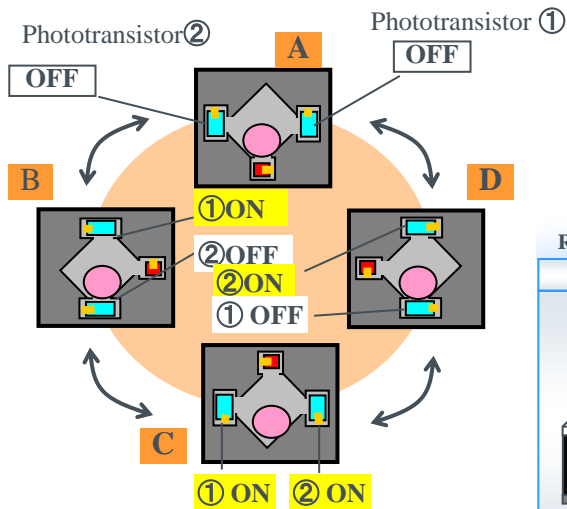 Phototransistor②
Phototransistor ①
A
OFF
OFF
B
D
①ON
②OFF
②ON
① OFF
C
① ON
② ON
R